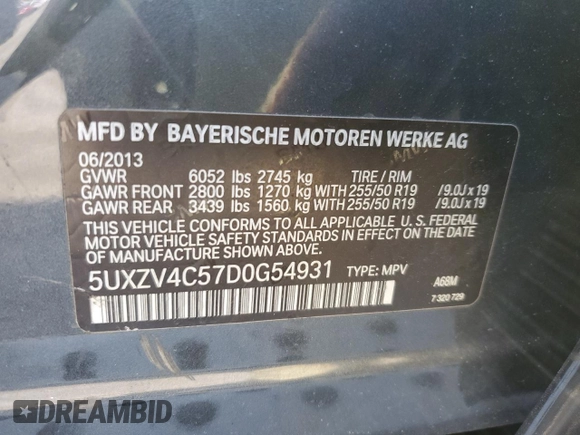 MFD BY BAYERISCHE MOTOREN WERKE AG
06/2013
GVWR 6052 lbs 2745 kg TIRE / RIM
GAWR FRONT 2800 lbs 1270 kg WITH 255/50 R19 /9.0J x 19
GAWR REAR 3439 lbs 1560 kg WITH 255/50 R19 /9.0J x 19
THIS VEHICLE CONFORMS TO ALL APPLICABLE U. S. FEDERAL
MOTOR VEHICLE SAFETY AND THEFT PREVENTION STANDARDS IN
EFFECT ON THE DATE OF MANUFACTURE SHOWN ABOVE.
5UXZV4C57D0G54931 TYPE: MPV A68M
7 320 729
DREAMBID